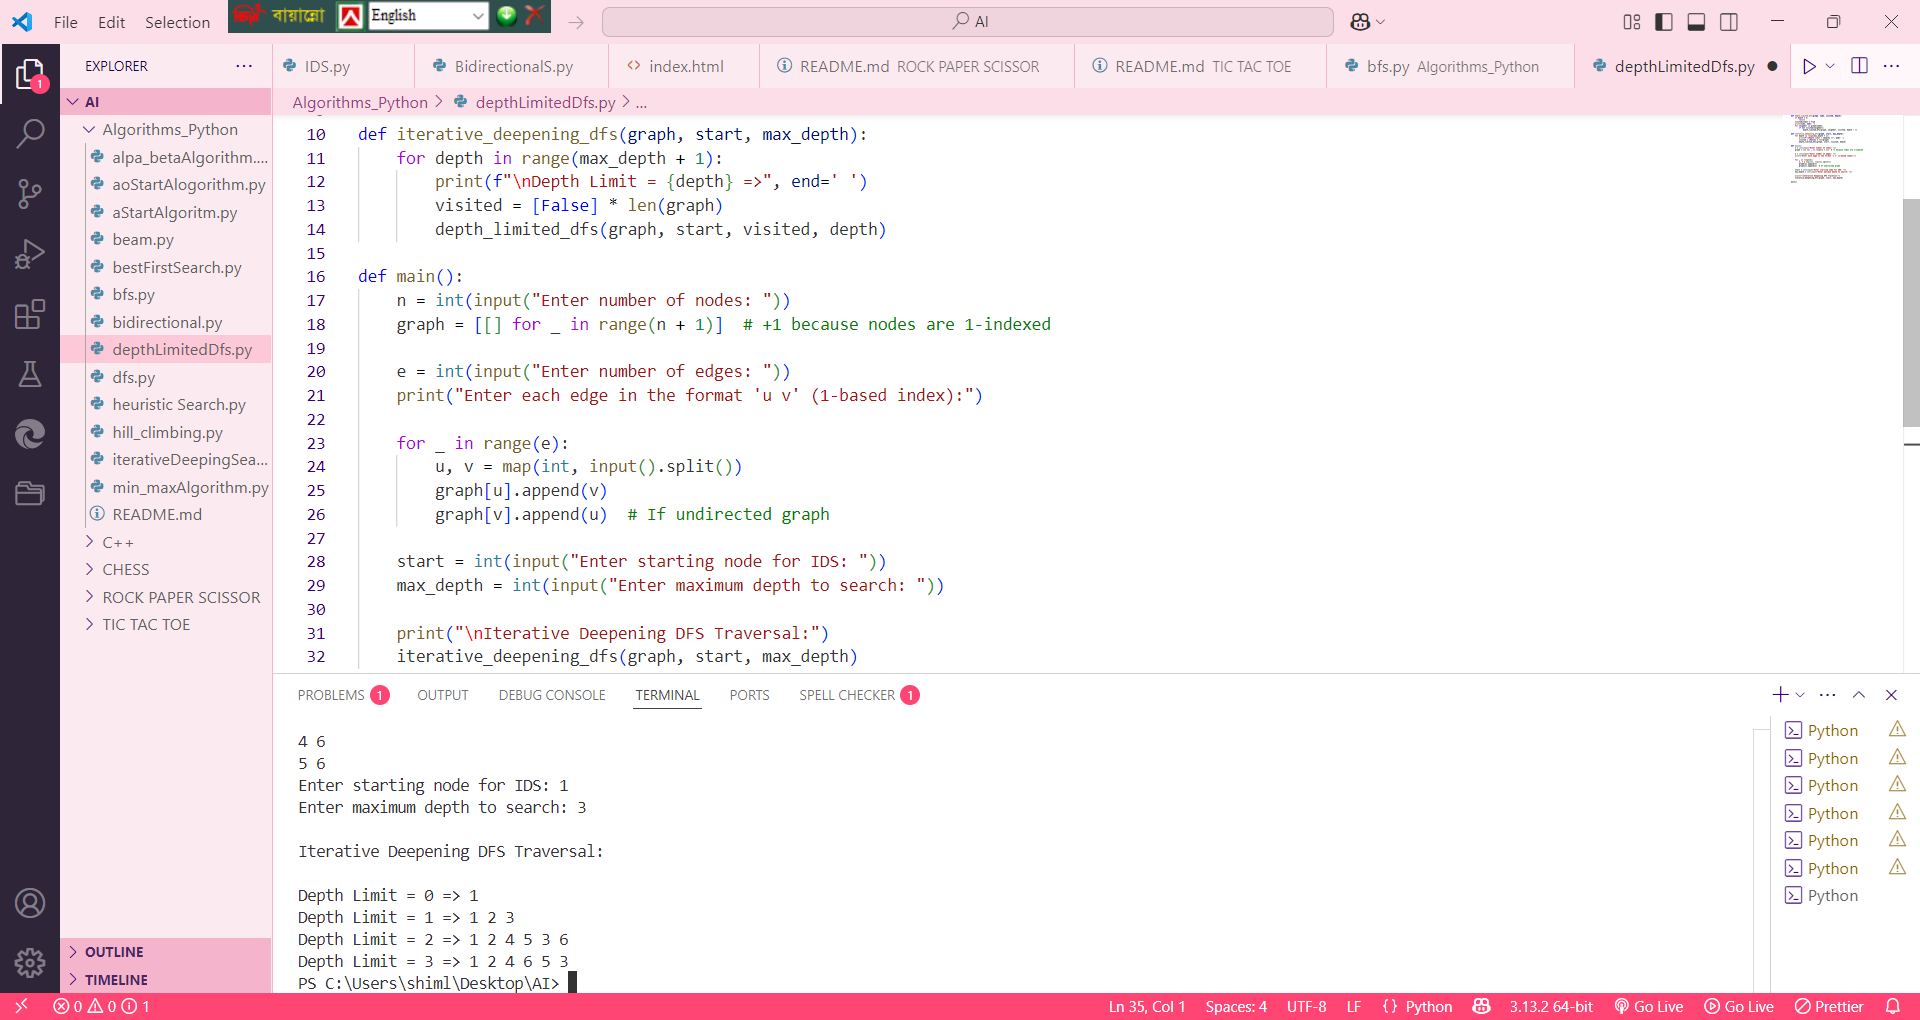 File Edit Selection বায়ান্নো English AI
EXPLORER
IDS.py BidirectionalS.py index.html README.md ROCK PAPER SCISSOR README.md TIC TAC TOE bfs.py Algorithms_Python depthLimitedDfs.py
1
AI
Algorithms_Python
alpa_betaAlgorithm....
aoStartAlogorithm.py
aStartAlgoritm.py
beam.py
bestFirstSearch.py
bfs.py
bidirectional.py
depthLimitedDfs.py
dfs.py
heuristic Search.py
hill_climbing.py
iterativeDeepingSea...
min_maxAlgorithm.py
README.md
C++
CHESS
ROCK PAPER SCISSOR
TIC TAC TOE
OUTLINE
TIMELINE
Algorithms_Python > depthLimitedDfs.py > ...
10 def iterative_deepening_dfs(graph, start, max_depth):
11 for depth in range(max_depth + 1):
12 print(f"\nDepth Limit = {depth} =>", end=' ')
13 visited = [False] * len(graph)
14 depth_limited_dfs(graph, start, visited, depth)
15
16 def main():
17 n = int(input("Enter number of nodes: "))
18 graph = [[] for _ in range(n + 1)]  # +1 because nodes are 1-indexed
19
20 e = int(input("Enter number of edges: "))
21 print("Enter each edge in the format 'u v' (1-based index):")
22
23 for _ in range(e):
24 u, v = map(int, input().split())
25 graph[u].append(v)
26 graph[v].append(u)  # If undirected graph
27
28 start = int(input("Enter starting node for IDS: "))
29 max_depth = int(input("Enter maximum depth to search: "))
30
31 print("\nIterative Deepening DFS Traversal:")
32 iterative_deepening_dfs(graph, start, max_depth)
PROBLEMS 1 OUTPUT DEBUG CONSOLE TERMINAL PORTS SPELL CHECKER 1
4 6
5 6
Enter starting node for IDS: 1
Enter maximum depth to search: 3
Iterative Deepening DFS Traversal:
Depth Limit = 0 => 1
Depth Limit = 1 => 1 2 3
Depth Limit = 2 => 1 2 4 5 3 6
Depth Limit = 3 => 1 2 4 6 5 3
PS C:\Users\shiml\Desktop\AI>
Python
Python
Python
Python
Python
Python
Python
0 0 1 Ln 35, Col 1 Spaces: 4 UTF-8 LF {} Python 3.13.2 64-bit Go Live Go Live Prettier